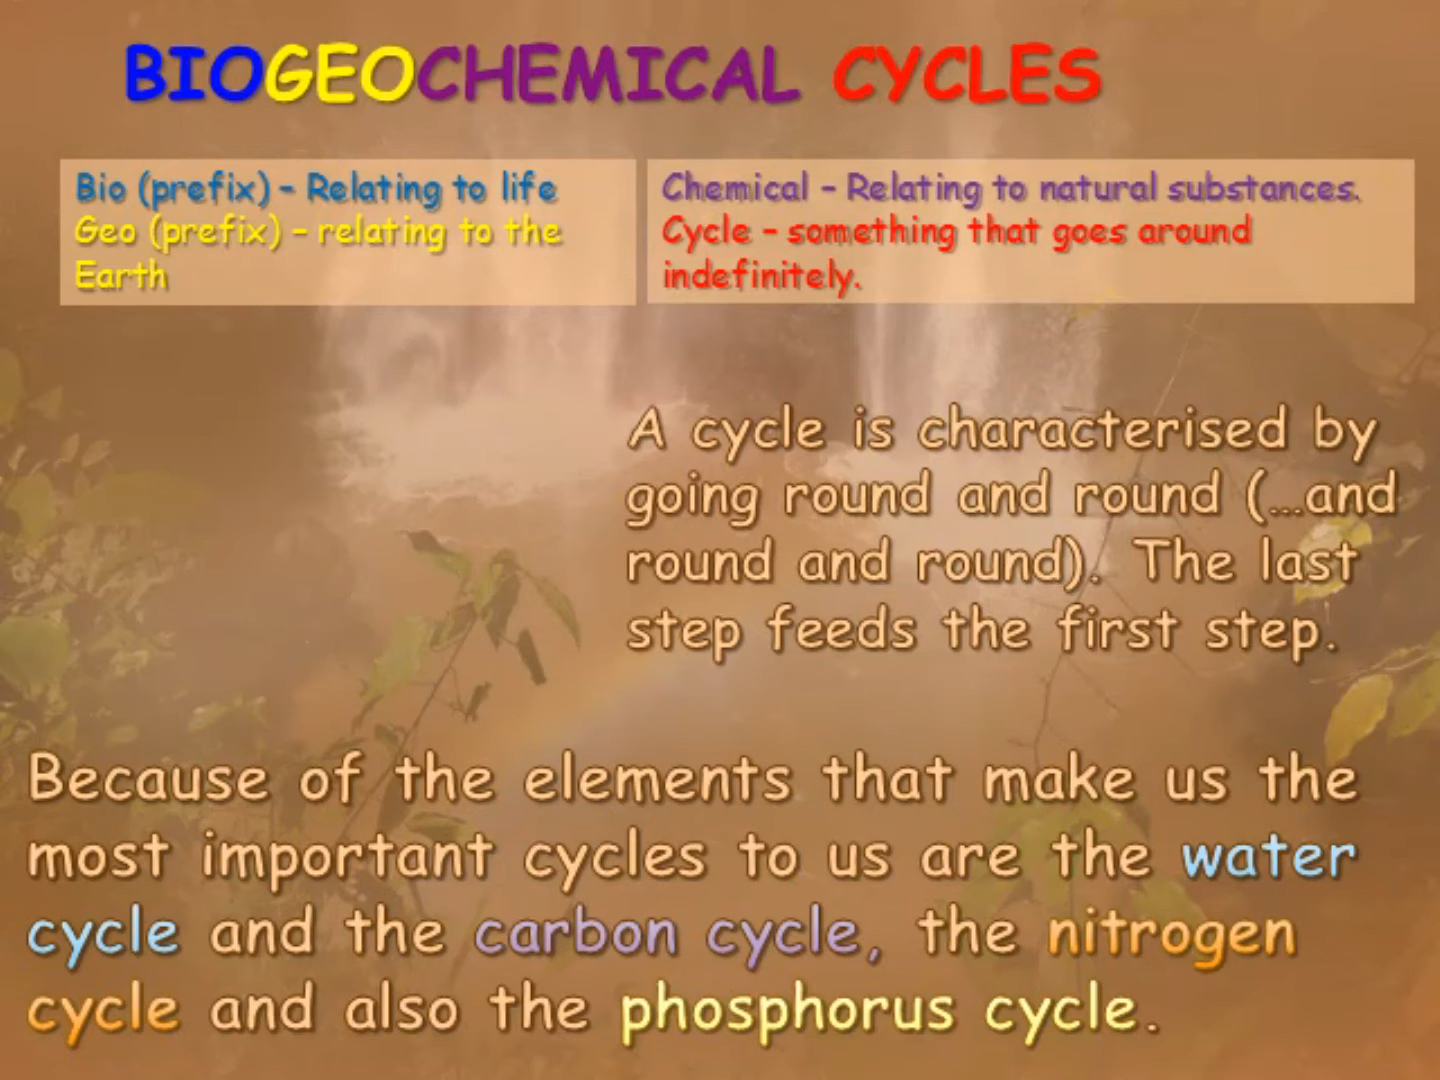 BIOGEOCHEMICAL CYCLES
Bio (prefix) – Relating to life
Geo (prefix) – relating to the
Earth
Chemical – Relating to natural substances.
Cycle – something that goes around
indefinitely.
A cycle is characterised by
going round and round (…and
round and round). The last
step feeds the first step.
Because of the elements that make us the
most important cycles to us are the water
cycle and the carbon cycle, the nitrogen
cycle and also the phosphorus cycle.